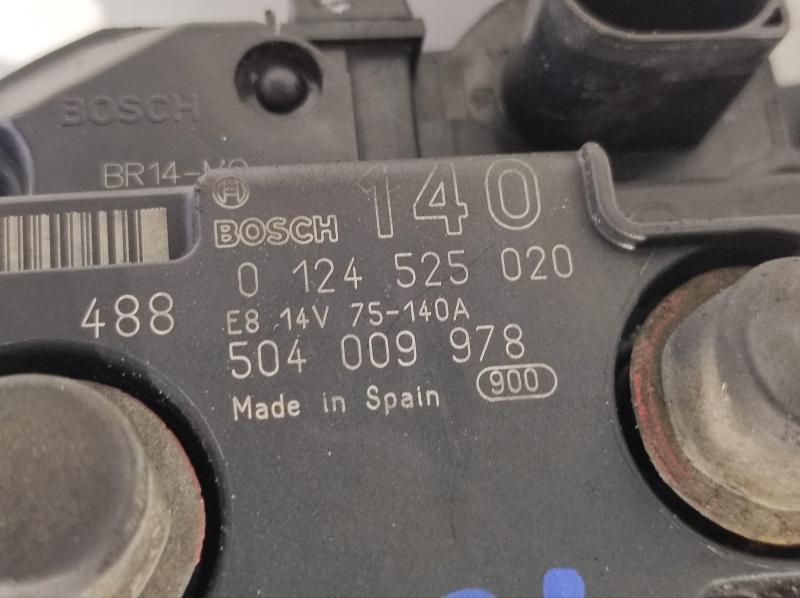 BOSCH
BR14-M
BOSCH 140
0 124 525 020
488
E8 14V 75-140A
504 009 978
900
Made in Spain